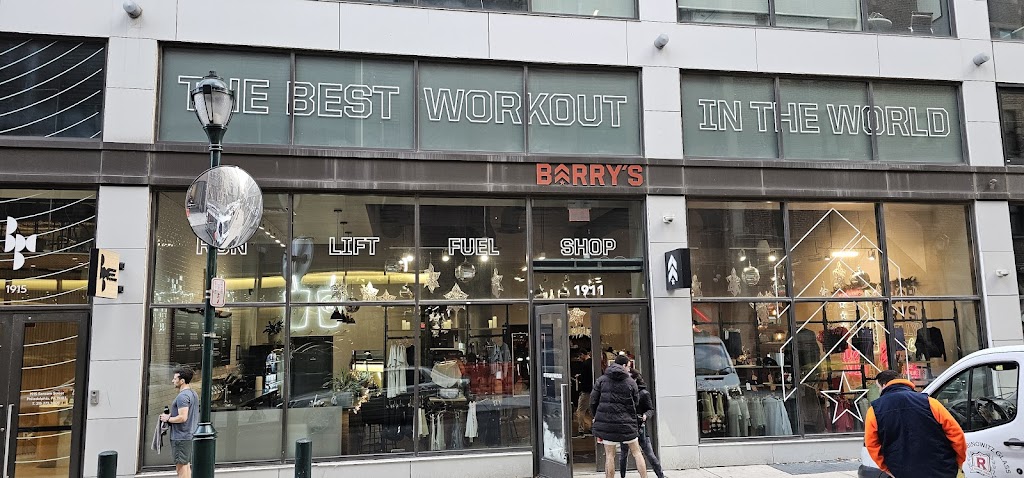 THE BEST WORKOUT IN THE WORLD
BARRY'S
RUN LIFT FUEL SHOP
1911
1915
R